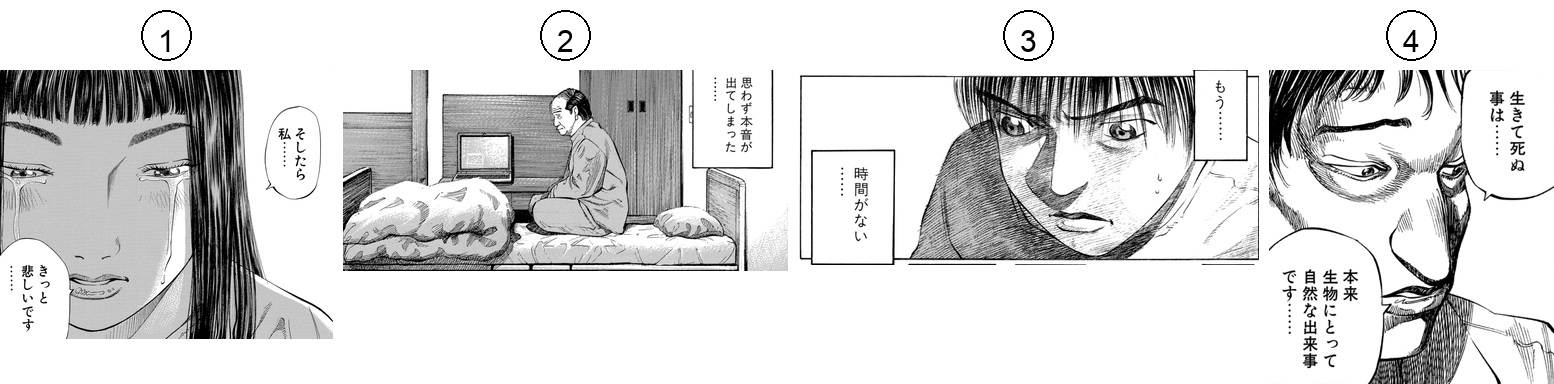 1
そしたら
私……
きっと
悲しいです
……
2
思わず本音が
出てしまった
……
3
もう……
時間がない
……
4
生きて死ぬ
事は……
本来
生物にとって
自然な出来事
です……